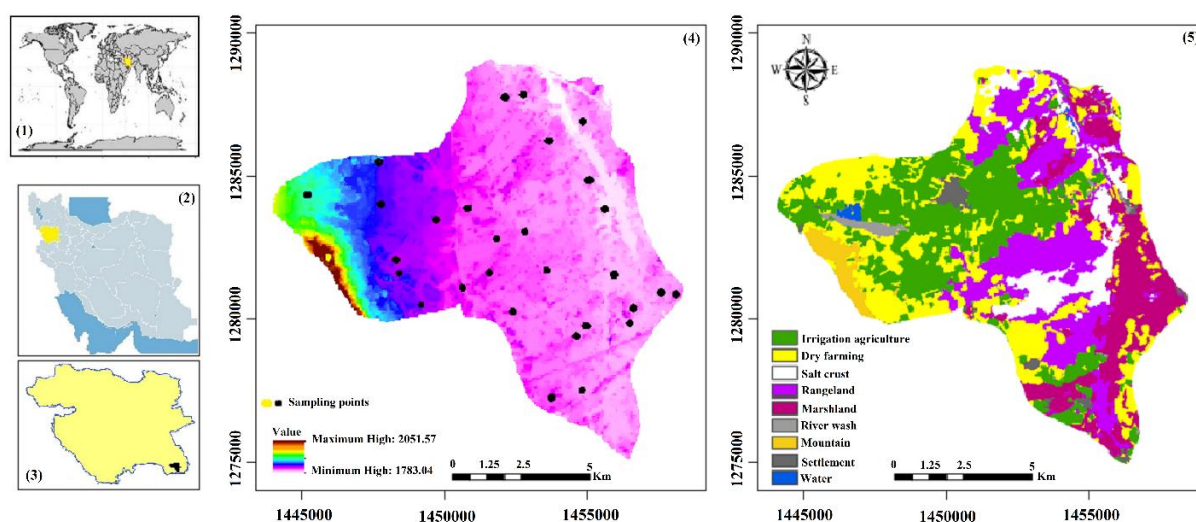 (1)
(2)
(3)
(4)
1290000
1285000
1280000
1275000
Sampling points
Value
Maximum High: 2051.57
Minimum High: 1783.04
0 1.25 2.5 5
Km
1445000 1450000 1455000
(5)
N
W E
S
1290000
1285000
1280000
1275000
Irrigation agriculture
Dry farming
Salt crust
Rangeland
Marshland
River wash
Mountain
Settlement
Water
0 1.25 2.5 5
Km
1445000 1450000 1455000